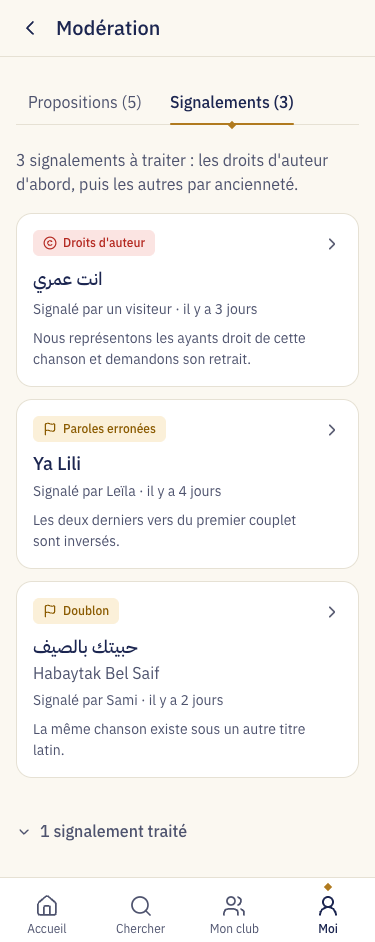 Modération
Propositions (5)
Signalements (3)
3 signalements à traiter : les droits d'auteur
d'abord, puis les autres par ancienneté.
Droits d'auteur
انت عمري
Signalé par un visiteur · il y a 3 jours
Nous représentons les ayants droit de cette
chanson et demandons son retrait.
Paroles erronées
Ya Lili
Signalé par Leïla · il y a 4 jours
Les deux derniers vers du premier couplet
sont inversés.
Doublon
حبيتك بالصيف
Habaytak Bel Saif
Signalé par Sami · il y a 2 jours
La même chanson existe sous un autre titre
latin.
1 signalement traité
Accueil
Chercher
Mon club
Moi